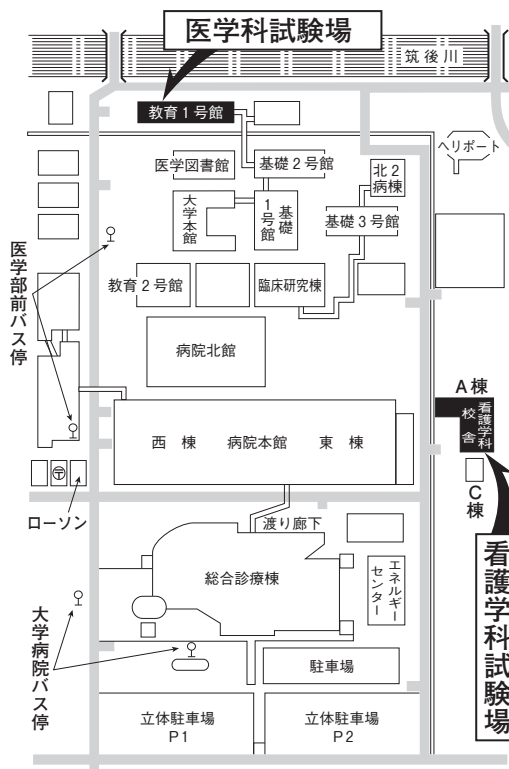 医学科試験場
筑後川
教育1号館
ヘリポート
医学図書館
基礎2号館
北2
病棟
大学本館
基礎
1号館
基礎3号館
医学部前バス停
教育2号館
臨床研究棟
病院北館
A棟
看護学科
校舎
西棟 病院本館 東棟
C棟
〒
ローソン
渡り廊下
看護学科試験場
総合診療棟
エネルギー
センター
大学病院バス停
駐車場
立体駐車場
P1
立体駐車場
P2